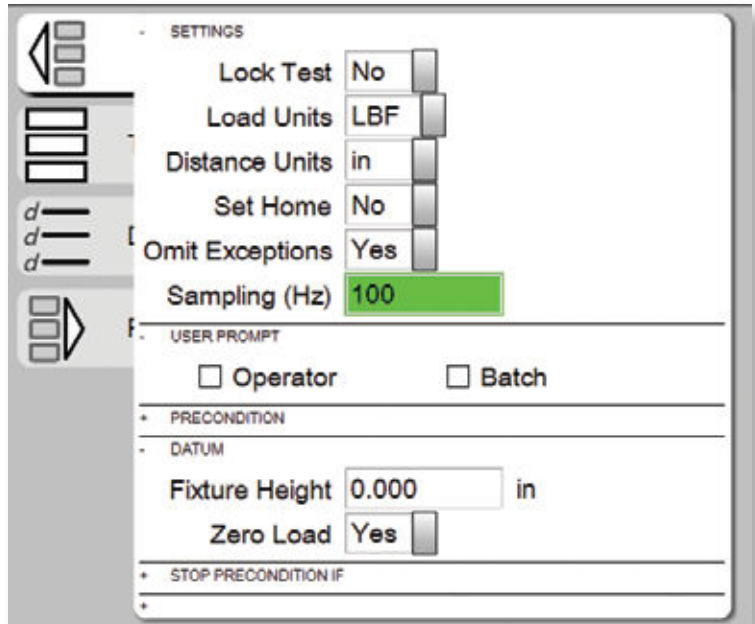 - SETTINGS
Lock Test No
Load Units LBF
Distance Units in
Set Home No
Omit Exceptions Yes
Sampling (Hz) 100
- USER PROMPT
Operator Batch
+ PRECONDITION
- DATUM
Fixture Height 0.000 in
Zero Load Yes
+ STOP PRECONDITION IF
+
d
d
d